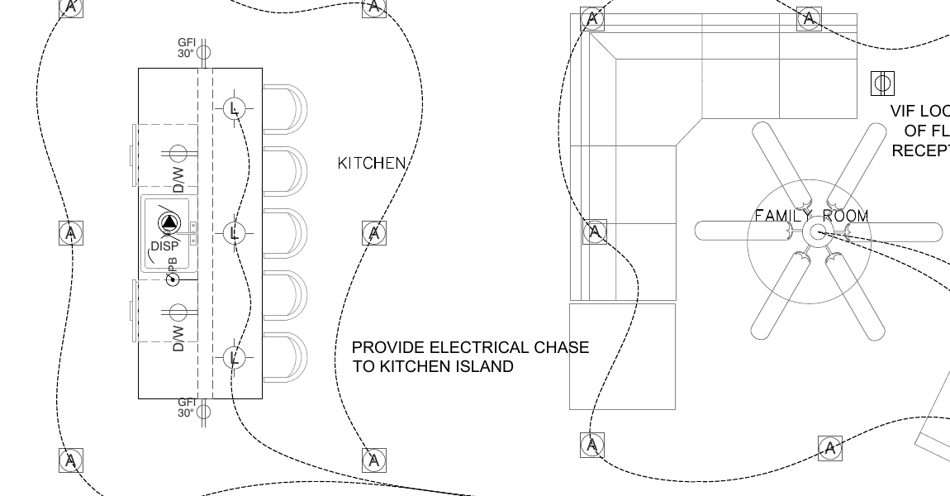 A
A
A
A
GFI
30"
L
VIF LOC
OF FL
RECEPT
KITCHEN
D/W
FAMILY ROOM
A
L
A
A
DISP
PB
D/W
PROVIDE ELECTRICAL CHASE
TO KITCHEN ISLAND
L
GFI
30"
A
A
A
A